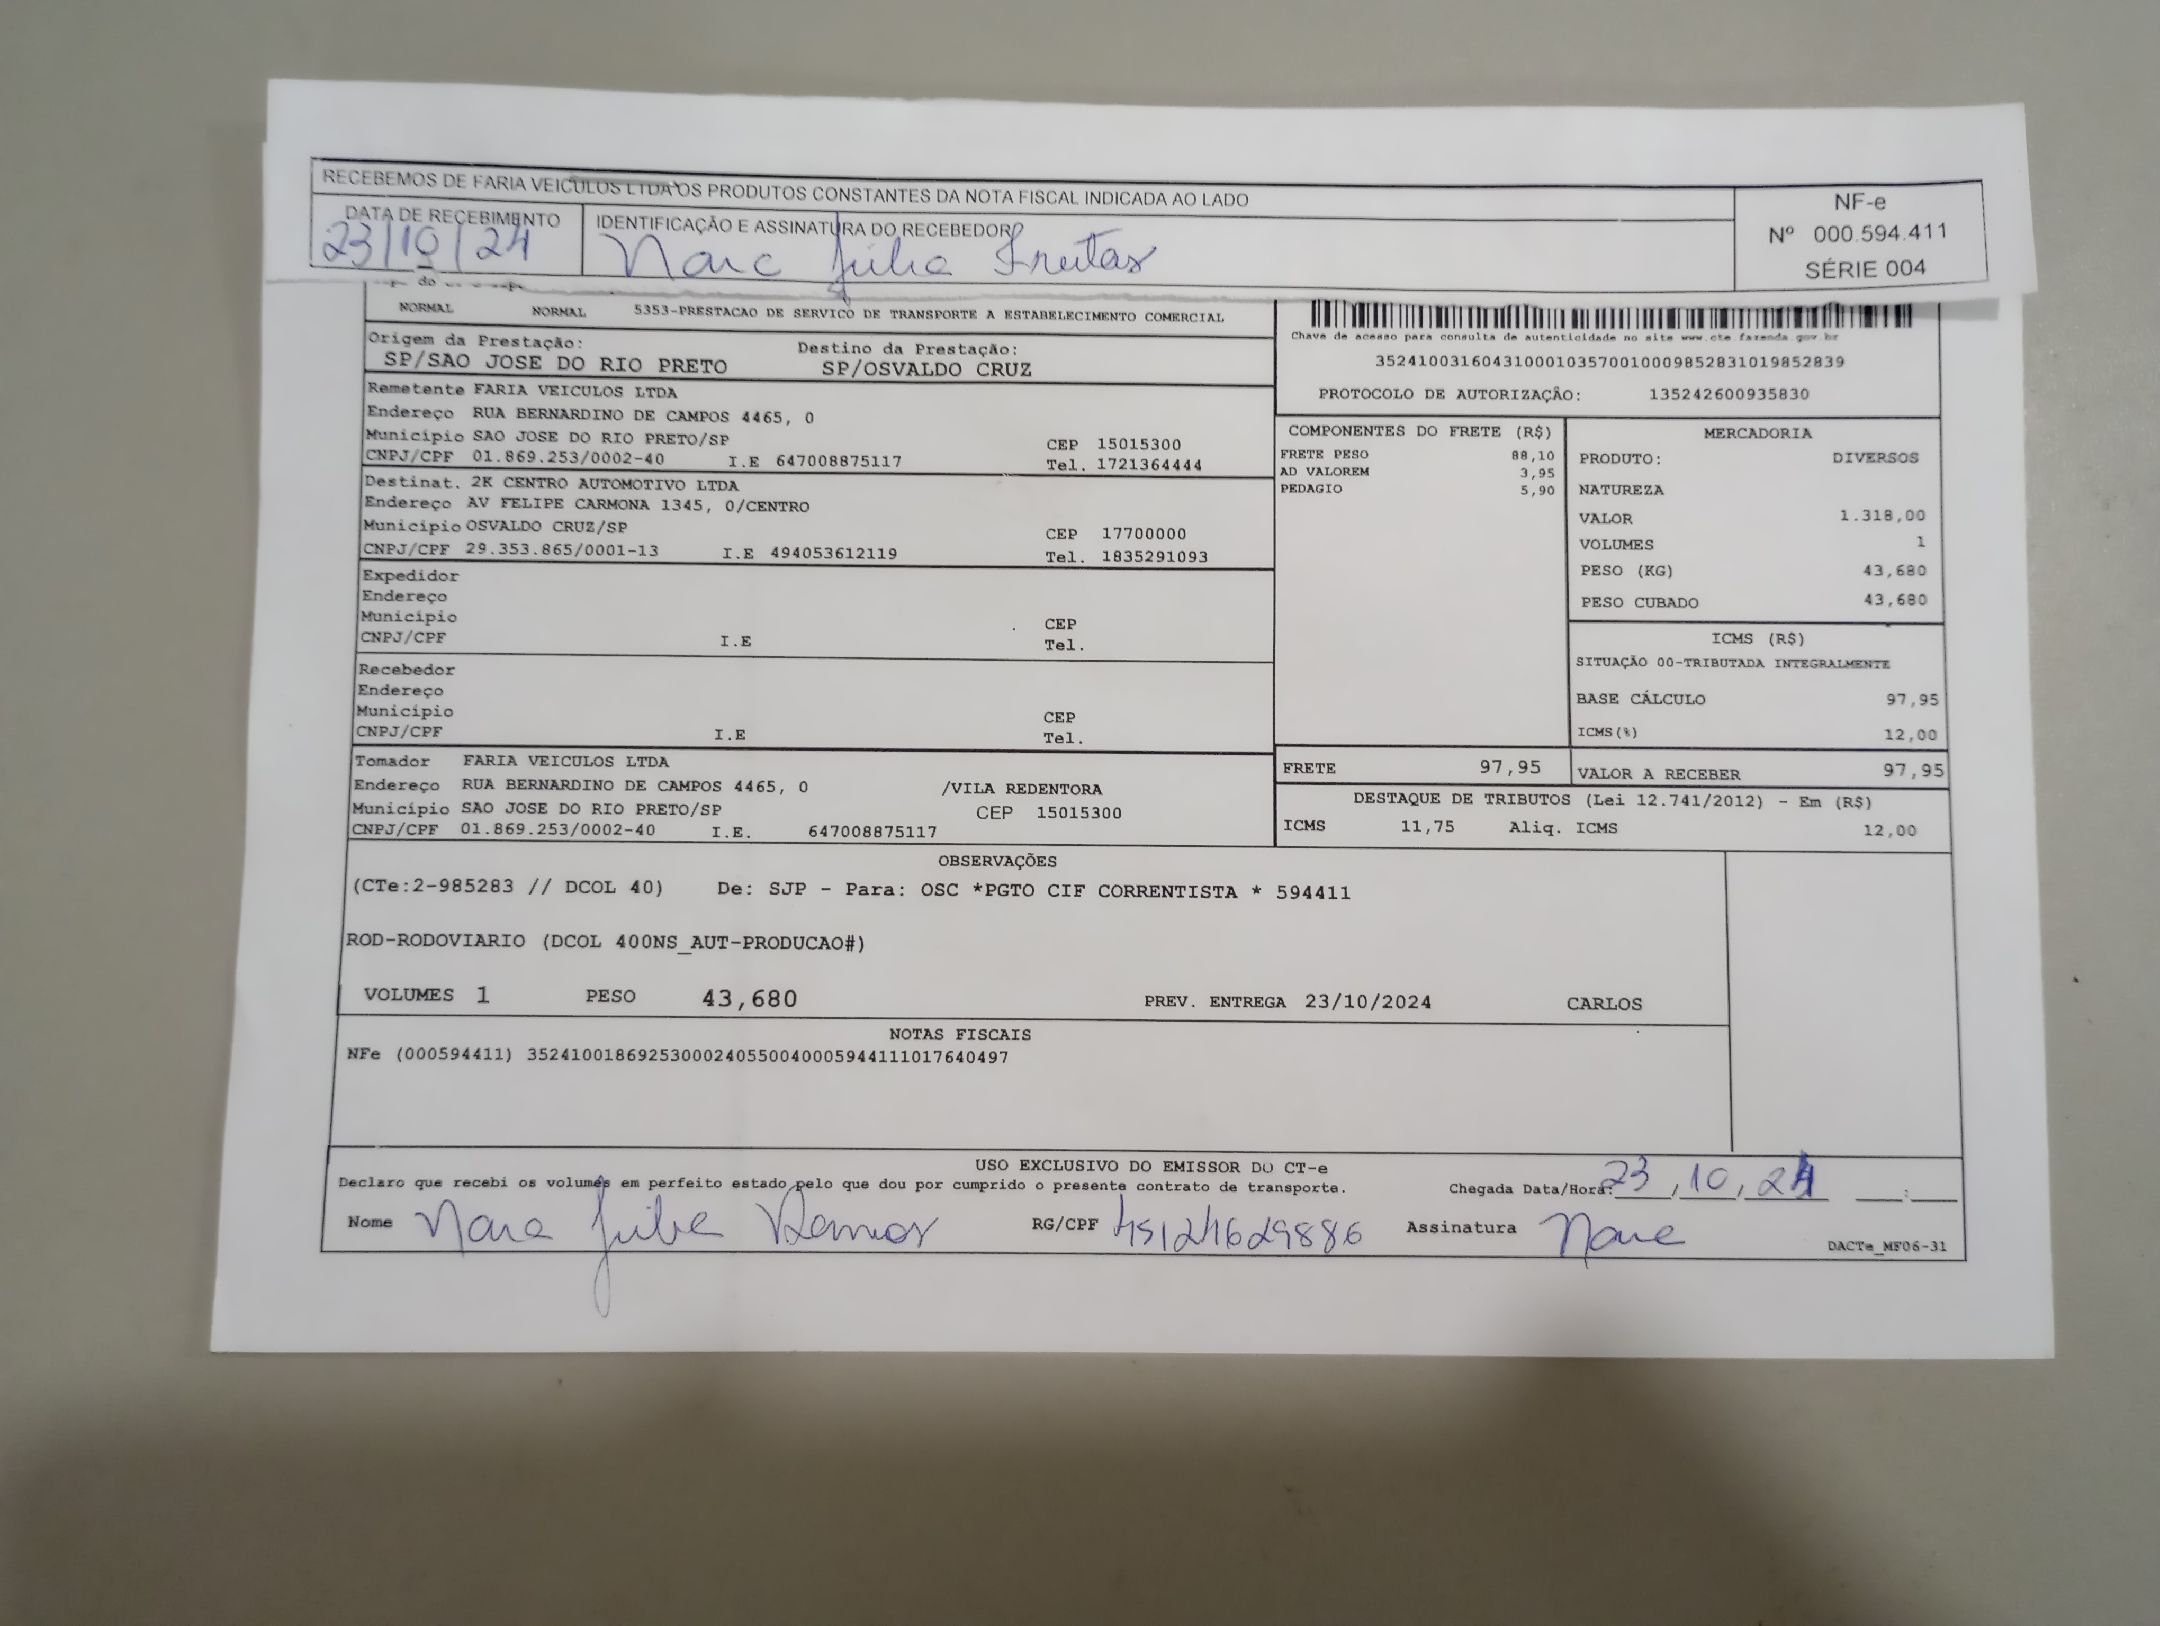 RECEBEMOS DE FARIA VEICULOS LTDA OS PRODUTOS CONSTANTES DA NOTA FISCAL INDICADA AO LADO
DATA DE RECEBIMENTO
23/10/24
IDENTIFICAÇÃO E ASSINATURA DO RECEBEDOR
Julia Freitas
NF-e
Nº 000.594.411
SÉRIE 004
do
NORMAL NORMAL 5353-PRESTACAO DE SERVICO DE TRANSPORTE A ESTABELECIMENTO COMERCIAL
Origem da Prestação: Destino da Prestação:
SP/SAO JOSE DO RIO PRETO SP/OSVALDO CRUZ
Chave de acesso para consulta de autenticidade no site www.cte.fazenda.gov.br
35241003160431000103570010009852831019852839
PROTOCOLO DE AUTORIZAÇÃO: 135242600935830
Remetente FARIA VEICULOS LTDA
Endereço RUA BERNARDINO DE CAMPOS 4465, 0
Município SAO JOSE DO RIO PRETO/SP CEP 15015300
CNPJ/CPF 01.869.253/0002-40 I.E 647008875117 Tel. 1721364444
Destinat. 2K CENTRO AUTOMOTIVO LTDA
Endereço AV FELIPE CARMONA 1345, 0/CENTRO
Município OSVALDO CRUZ/SP CEP 17700000
CNPJ/CPF 29.353.865/0001-13 I.E 494053612119 Tel. 1835291093
Expedidor
Endereço
Município CEP
CNPJ/CPF I.E Tel.
Recebedor
Endereço
Município CEP
CNPJ/CPF I.E Tel.
Tomador FARIA VEICULOS LTDA
Endereço RUA BERNARDINO DE CAMPOS 4465, 0 /VILA REDENTORA
Município SAO JOSE DO RIO PRETO/SP CEP 15015300
CNPJ/CPF 01.869.253/0002-40 I.E. 647008875117
COMPONENTES DO FRETE (R$)
FRETE PESO 88,10
AD VALOREM 3,95
PEDAGIO 5,90
MERCADORIA
PRODUTO: DIVERSOS
NATUREZA
VALOR 1.318,00
VOLUMES 1
PESO (KG) 43,680
PESO CUBADO 43,680
ICMS (R$)
SITUAÇÃO 00-TRIBUTADA INTEGRALMENTE
BASE CÁLCULO 97,95
ICMS(%) 12,00
FRETE 97,95 VALOR A RECEBER 97,95
DESTAQUE DE TRIBUTOS (Lei 12.741/2012) - Em (R$)
ICMS 11,75 Aliq. ICMS 12,00
OBSERVAÇÕES
(CTe:2-985283 // DCOL 40) De: SJP - Para: OSC *PGTO CIF CORRENTISTA * 594411
ROD-RODOVIARIO (DCOL 400NS_AUT-PRODUCAO#)
VOLUMES 1 PESO 43,680 PREV. ENTREGA 23/10/2024 CARLOS
NOTAS FISCAIS
NFe (000594411) 35241001869253000240550040005944111017640497
USO EXCLUSIVO DO EMISSOR DO CT-e
Declaro que recebi os volumes em perfeito estado pelo que dou por cumprido o presente contrato de transporte. Chegada Data/Hora: 23,10,24 :
Nome Julia Ramos RG/CPF 45124629886 Assinatura
DACTe_MF06-31